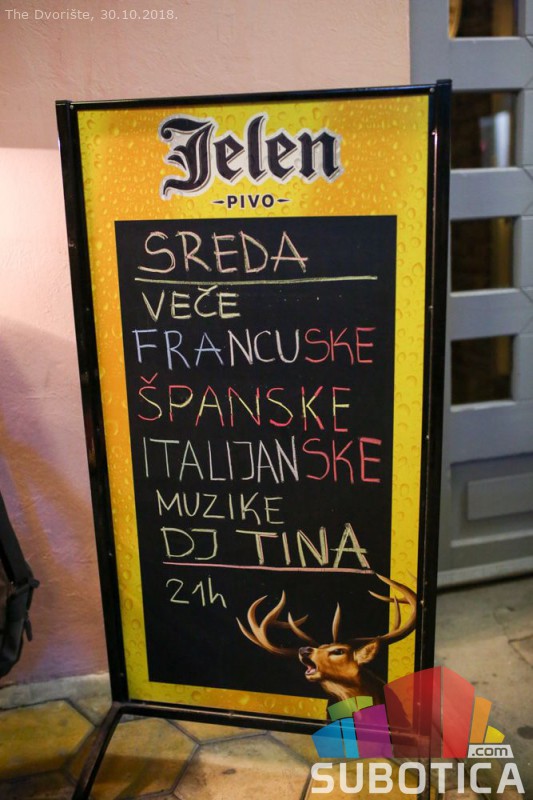 The Dvorište, 30.10.2018.
Jelen
-PIVO-
SREDA
VEČE
FRANCUSKE
ŠPANSKE
ITALIJANSKE
MUZIKE
DJ TINA
21h
.com
SUBOTICA